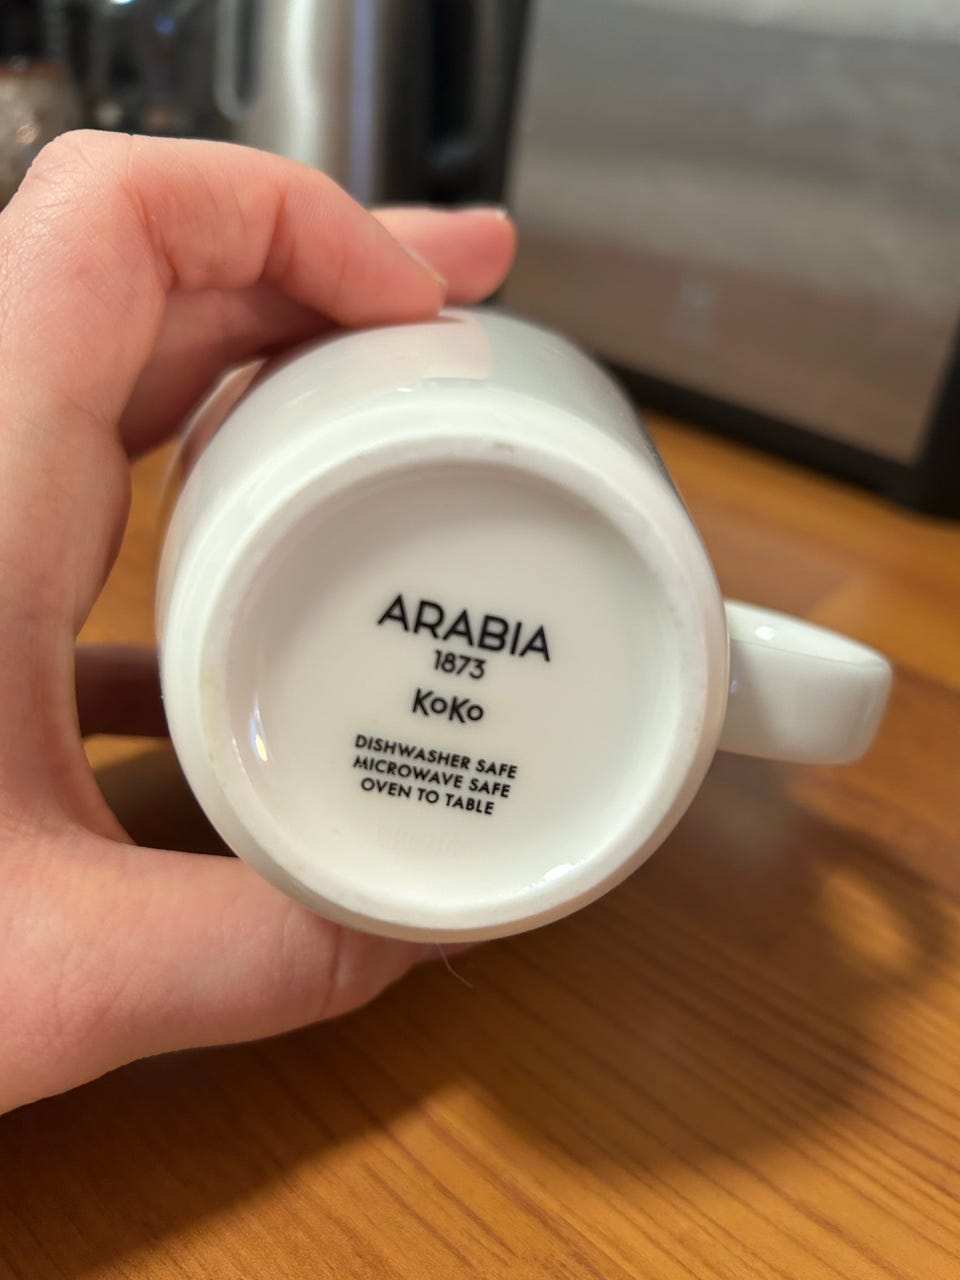 ARABIA
1873
KoKo
DISHWASHER SAFE
MICROWAVE SAFE
OVEN TO TABLE